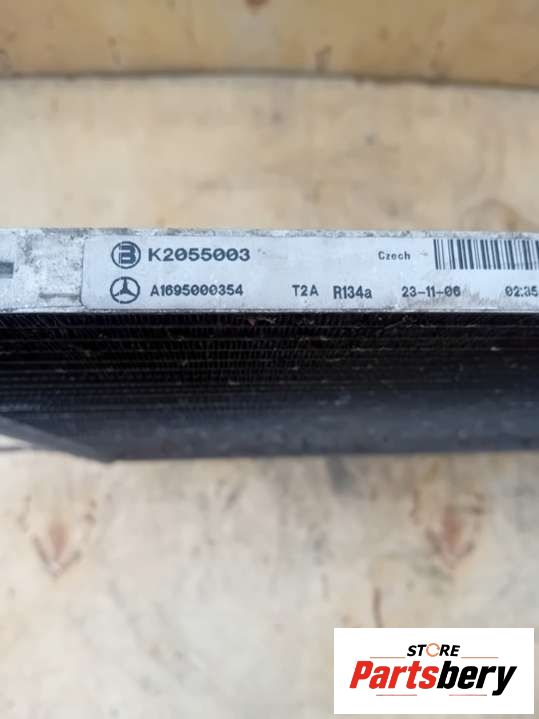 B K2055003 Czech
A1695000354 T2A R134a 23-11-06 02:35
STORE
Partsbery